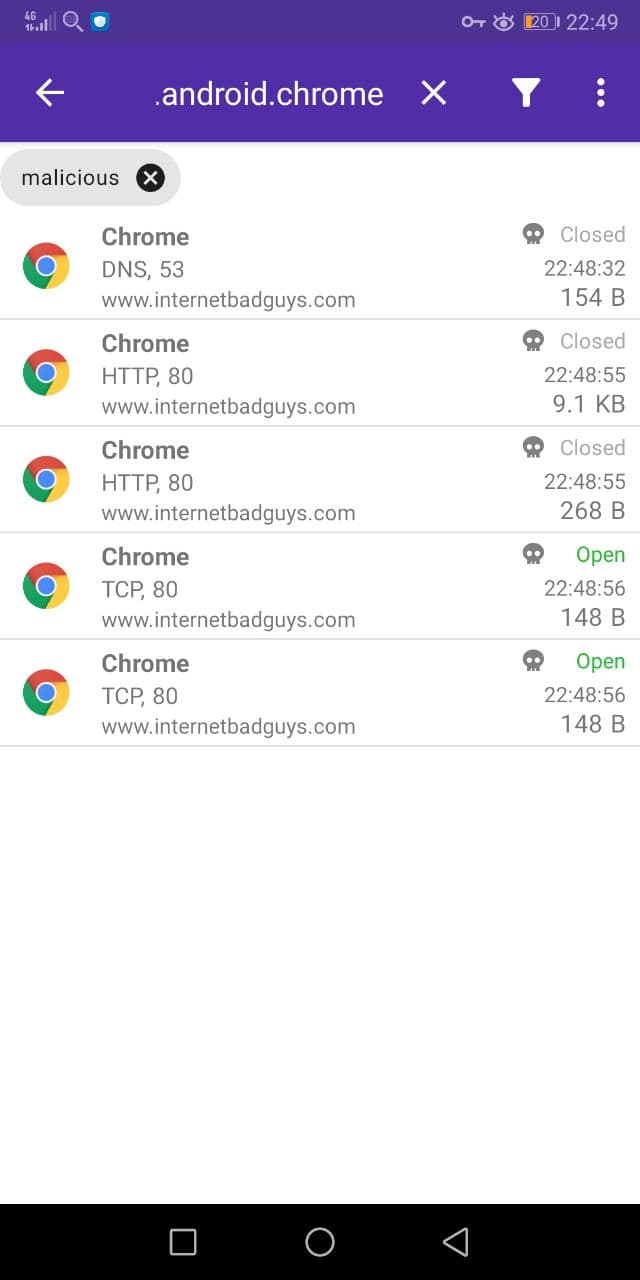 4G
20 22:49
.android.chrome
malicious
Chrome
Closed
DNS, 53
22:48:32
www.internetbadguys.com
154 B
Chrome
Closed
HTTP, 80
22:48:55
www.internetbadguys.com
9.1 KB
Chrome
Closed
HTTP, 80
22:48:55
www.internetbadguys.com
268 B
Chrome
Open
TCP, 80
22:48:56
www.internetbadguys.com
148 B
Chrome
Open
TCP, 80
22:48:56
www.internetbadguys.com
148 B